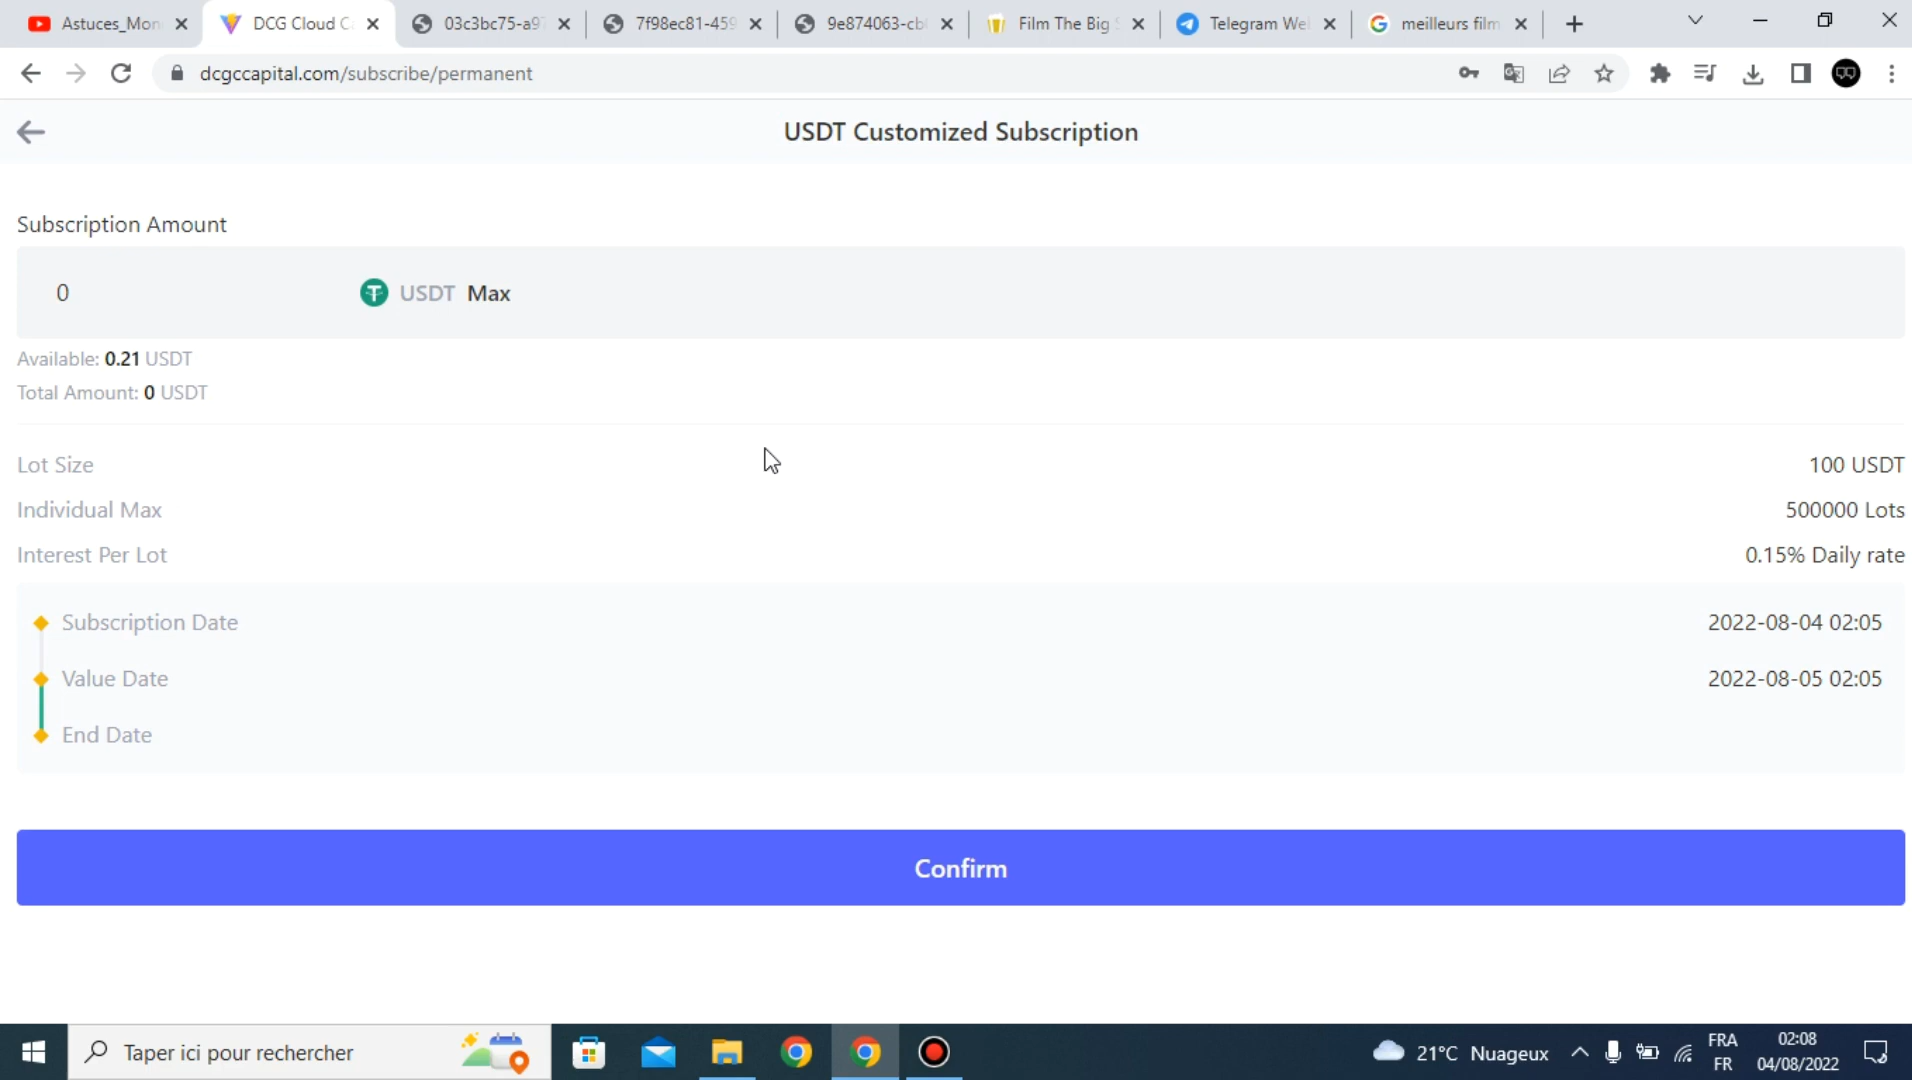 Astuces_Mon
DCG Cloud C
03c3bc75-a9
7f98ec81-459
9e874063-cb
Film The Big
Telegram We
meilleurs film
dcgccapital.com/subscribe/permanent
USDT Customized Subscription
Subscription Amount
0 USDT Max
Available: 0.21 USDT
Total Amount: 0 USDT
Lot Size 100 USDT
Individual Max 500000 Lots
Interest Per Lot 0.15% Daily rate
Subscription Date 2022-08-04 02:05
Value Date 2022-08-05 02:05
End Date
Confirm
Taper ici pour rechercher
21°C Nuageux
FRA
FR
02:08
04/08/2022